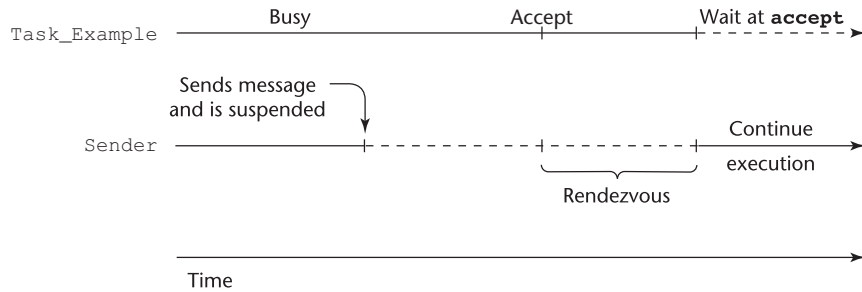 Busy
Accept
Wait at accept
Task_Example
Sends message
and is suspended
Sender
Continue
execution
Rendezvous
Time